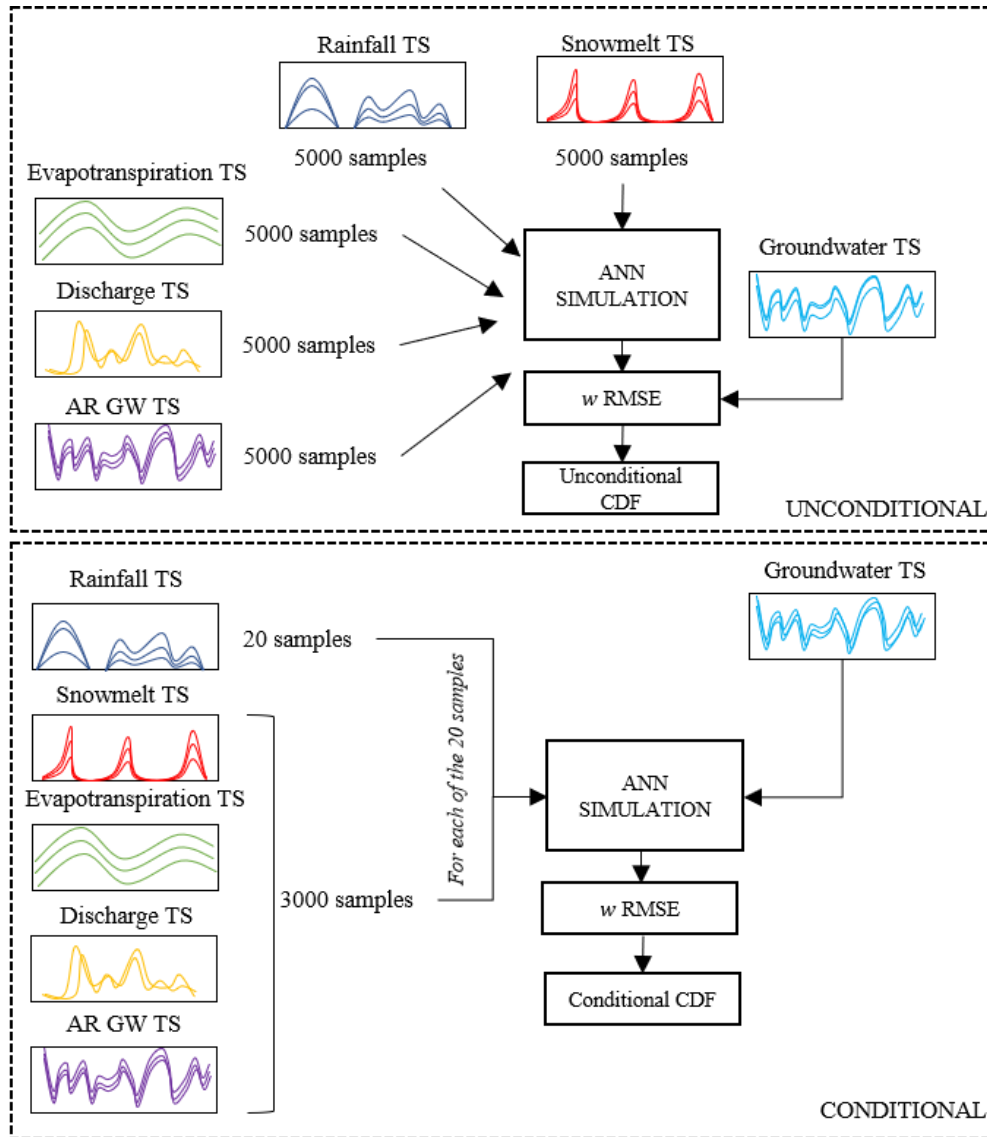 Rainfall TS
Snowmelt TS
5000 samples
5000 samples
Evapotranspiration TS
5000 samples
Groundwater TS
ANN
SIMULATION
Discharge TS
5000 samples
AR GW TS
w RMSE
5000 samples
Unconditional
CDF
UNCONDITIONAL
Rainfall TS
Groundwater TS
20 samples
Snowmelt TS
For each of the 20 samples
ANN
SIMULATION
Evapotranspiration TS
3000 samples
w RMSE
Discharge TS
Conditional CDF
AR GW TS
CONDITIONAL